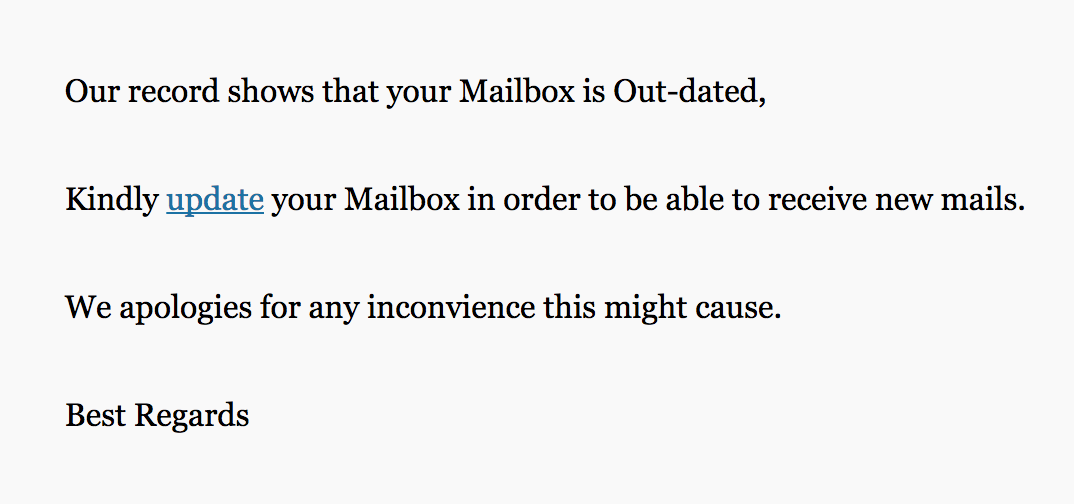 Our record shows that your Mailbox is Out-dated,
Kindly update your Mailbox in order to be able to receive new mails.
We apologies for any inconvience this might cause.
Best Regards